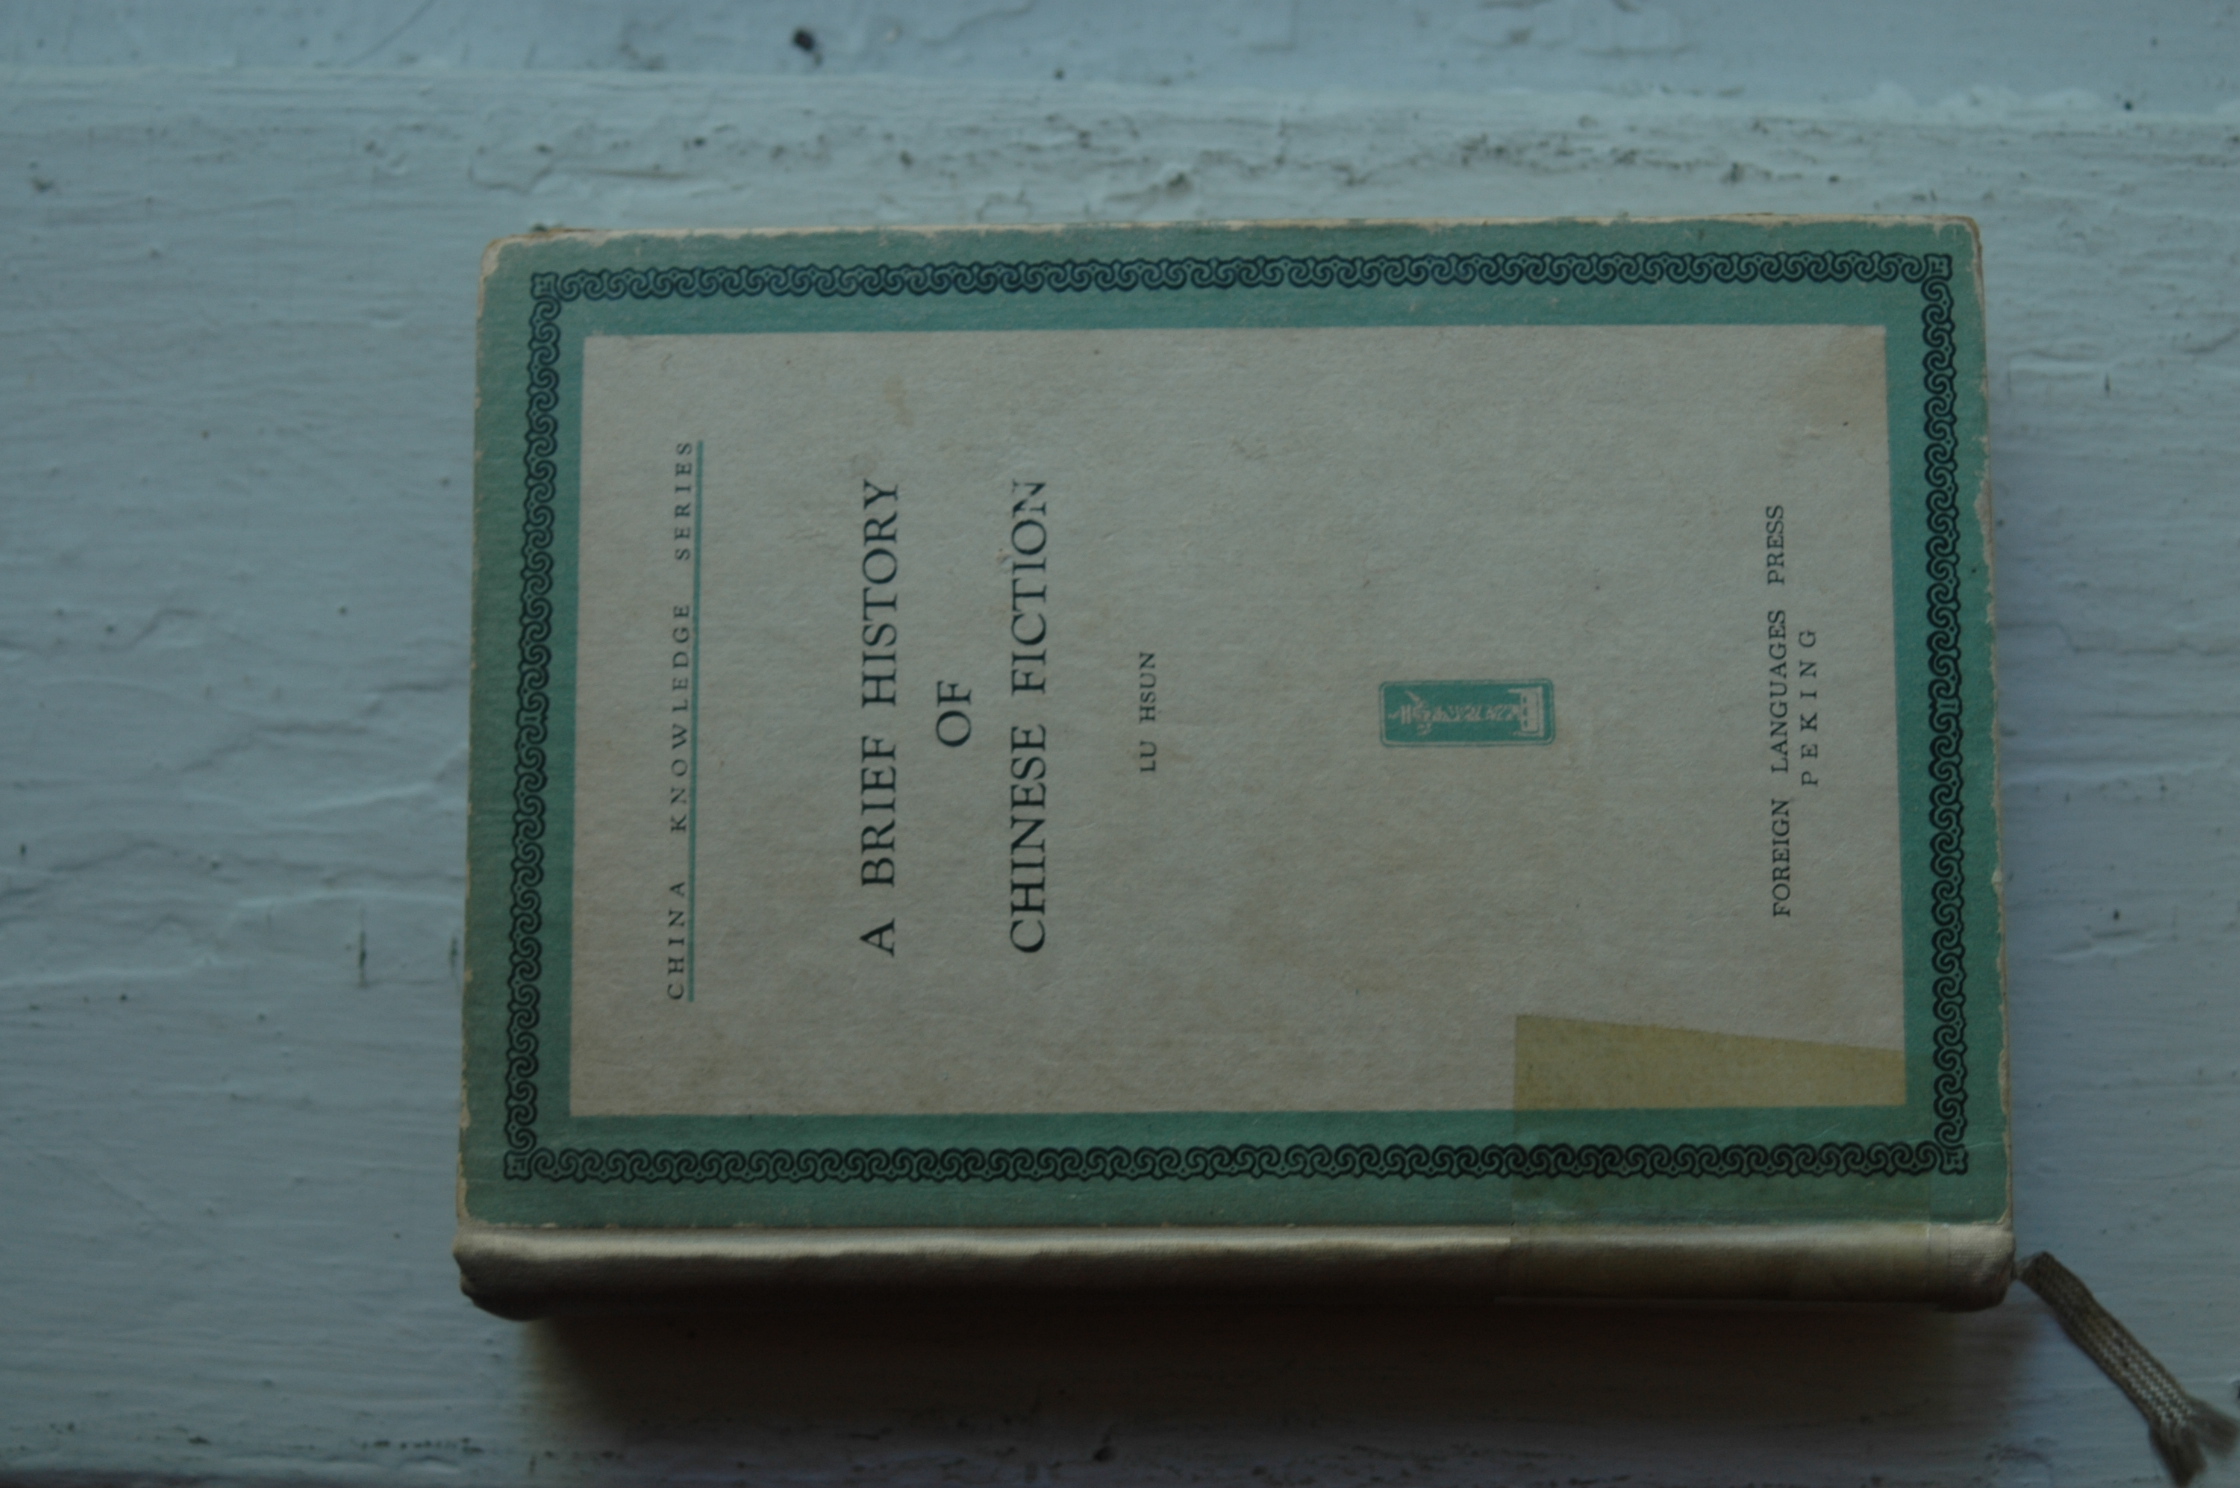 CHINA KNOWLEDGE SERIES
A BRIEF HISTORY
OF
CHINESE FICTION
LU HSUN
FOREIGN LANGUAGES PRESS
PEKING